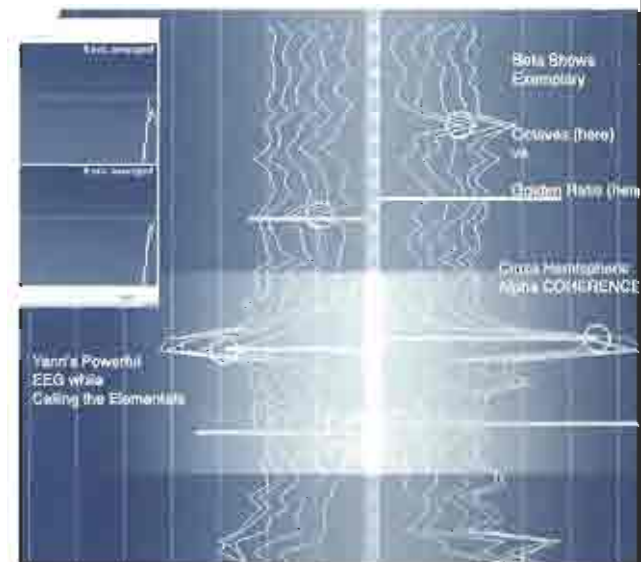 Beta Shows
Exemplary
Octaves (here)
vs
Golden Ratio (here
Cross Hemispheric
Alpha COHERENCE
Yann's Powerful
EEG while
Calling the Elementals